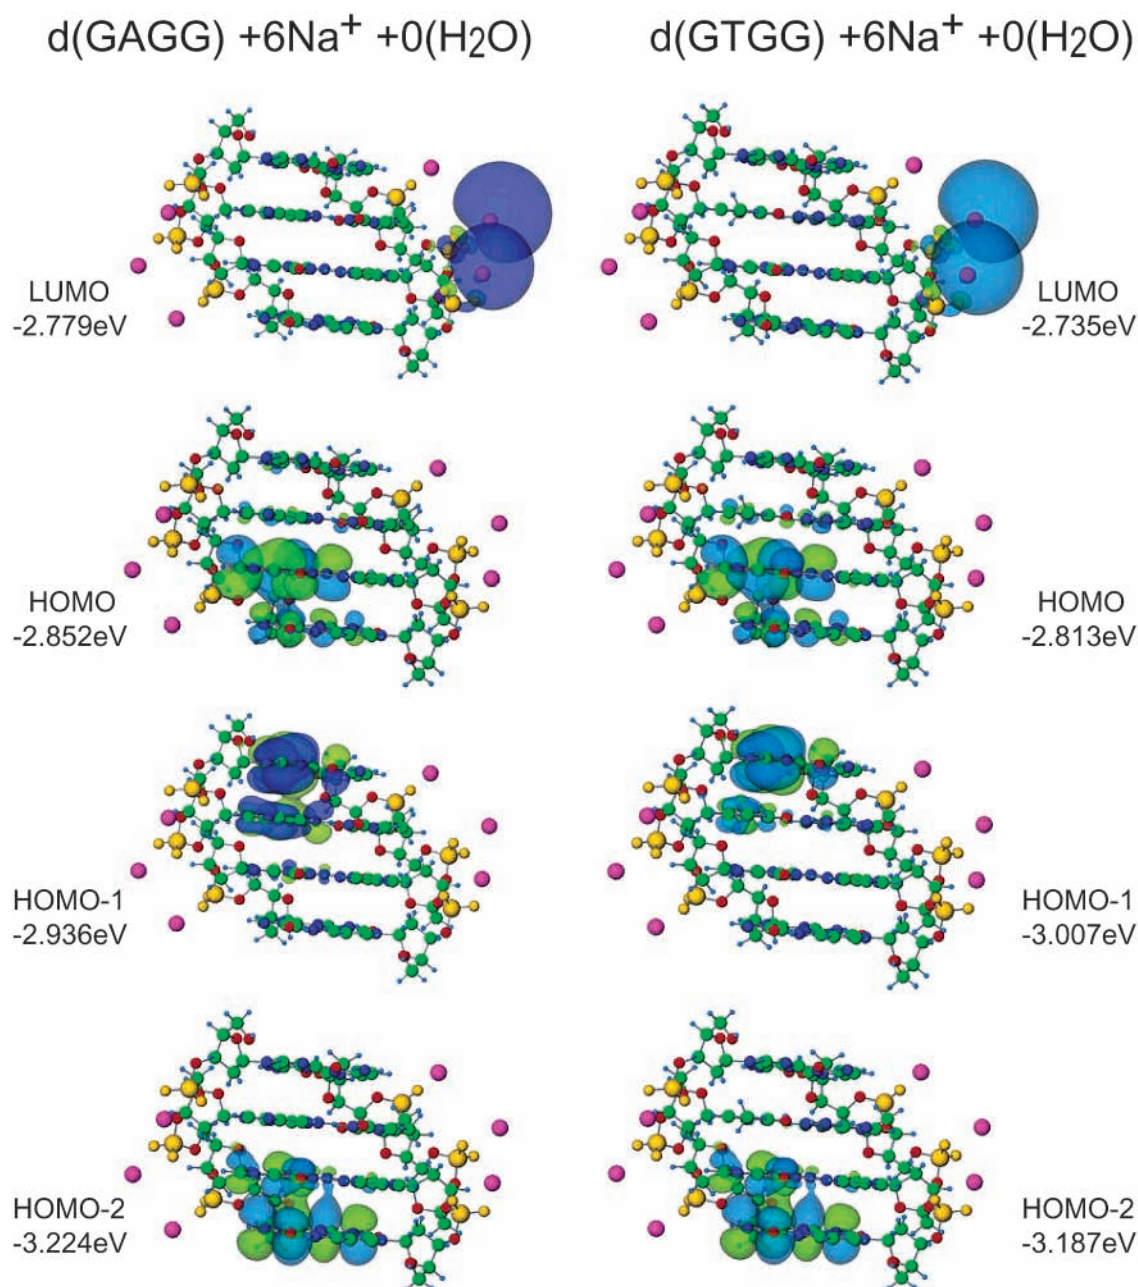 d(GAGG) +6Na+ +0(H2O)
d(GTGG) +6Na+ +0(H2O)
LUMO
-2.779eV
LUMO
-2.735eV
HOMO
-2.852eV
HOMO
-2.813eV
HOMO-1
-2.936eV
HOMO-1
-3.007eV
HOMO-2
-3.224eV
HOMO-2
-3.187eV